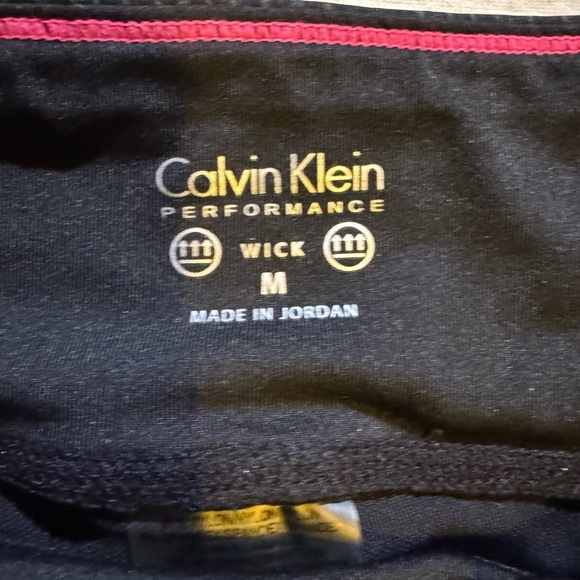 Calvin Klein
PERFORMANCE
WICK
M
MADE IN JORDAN